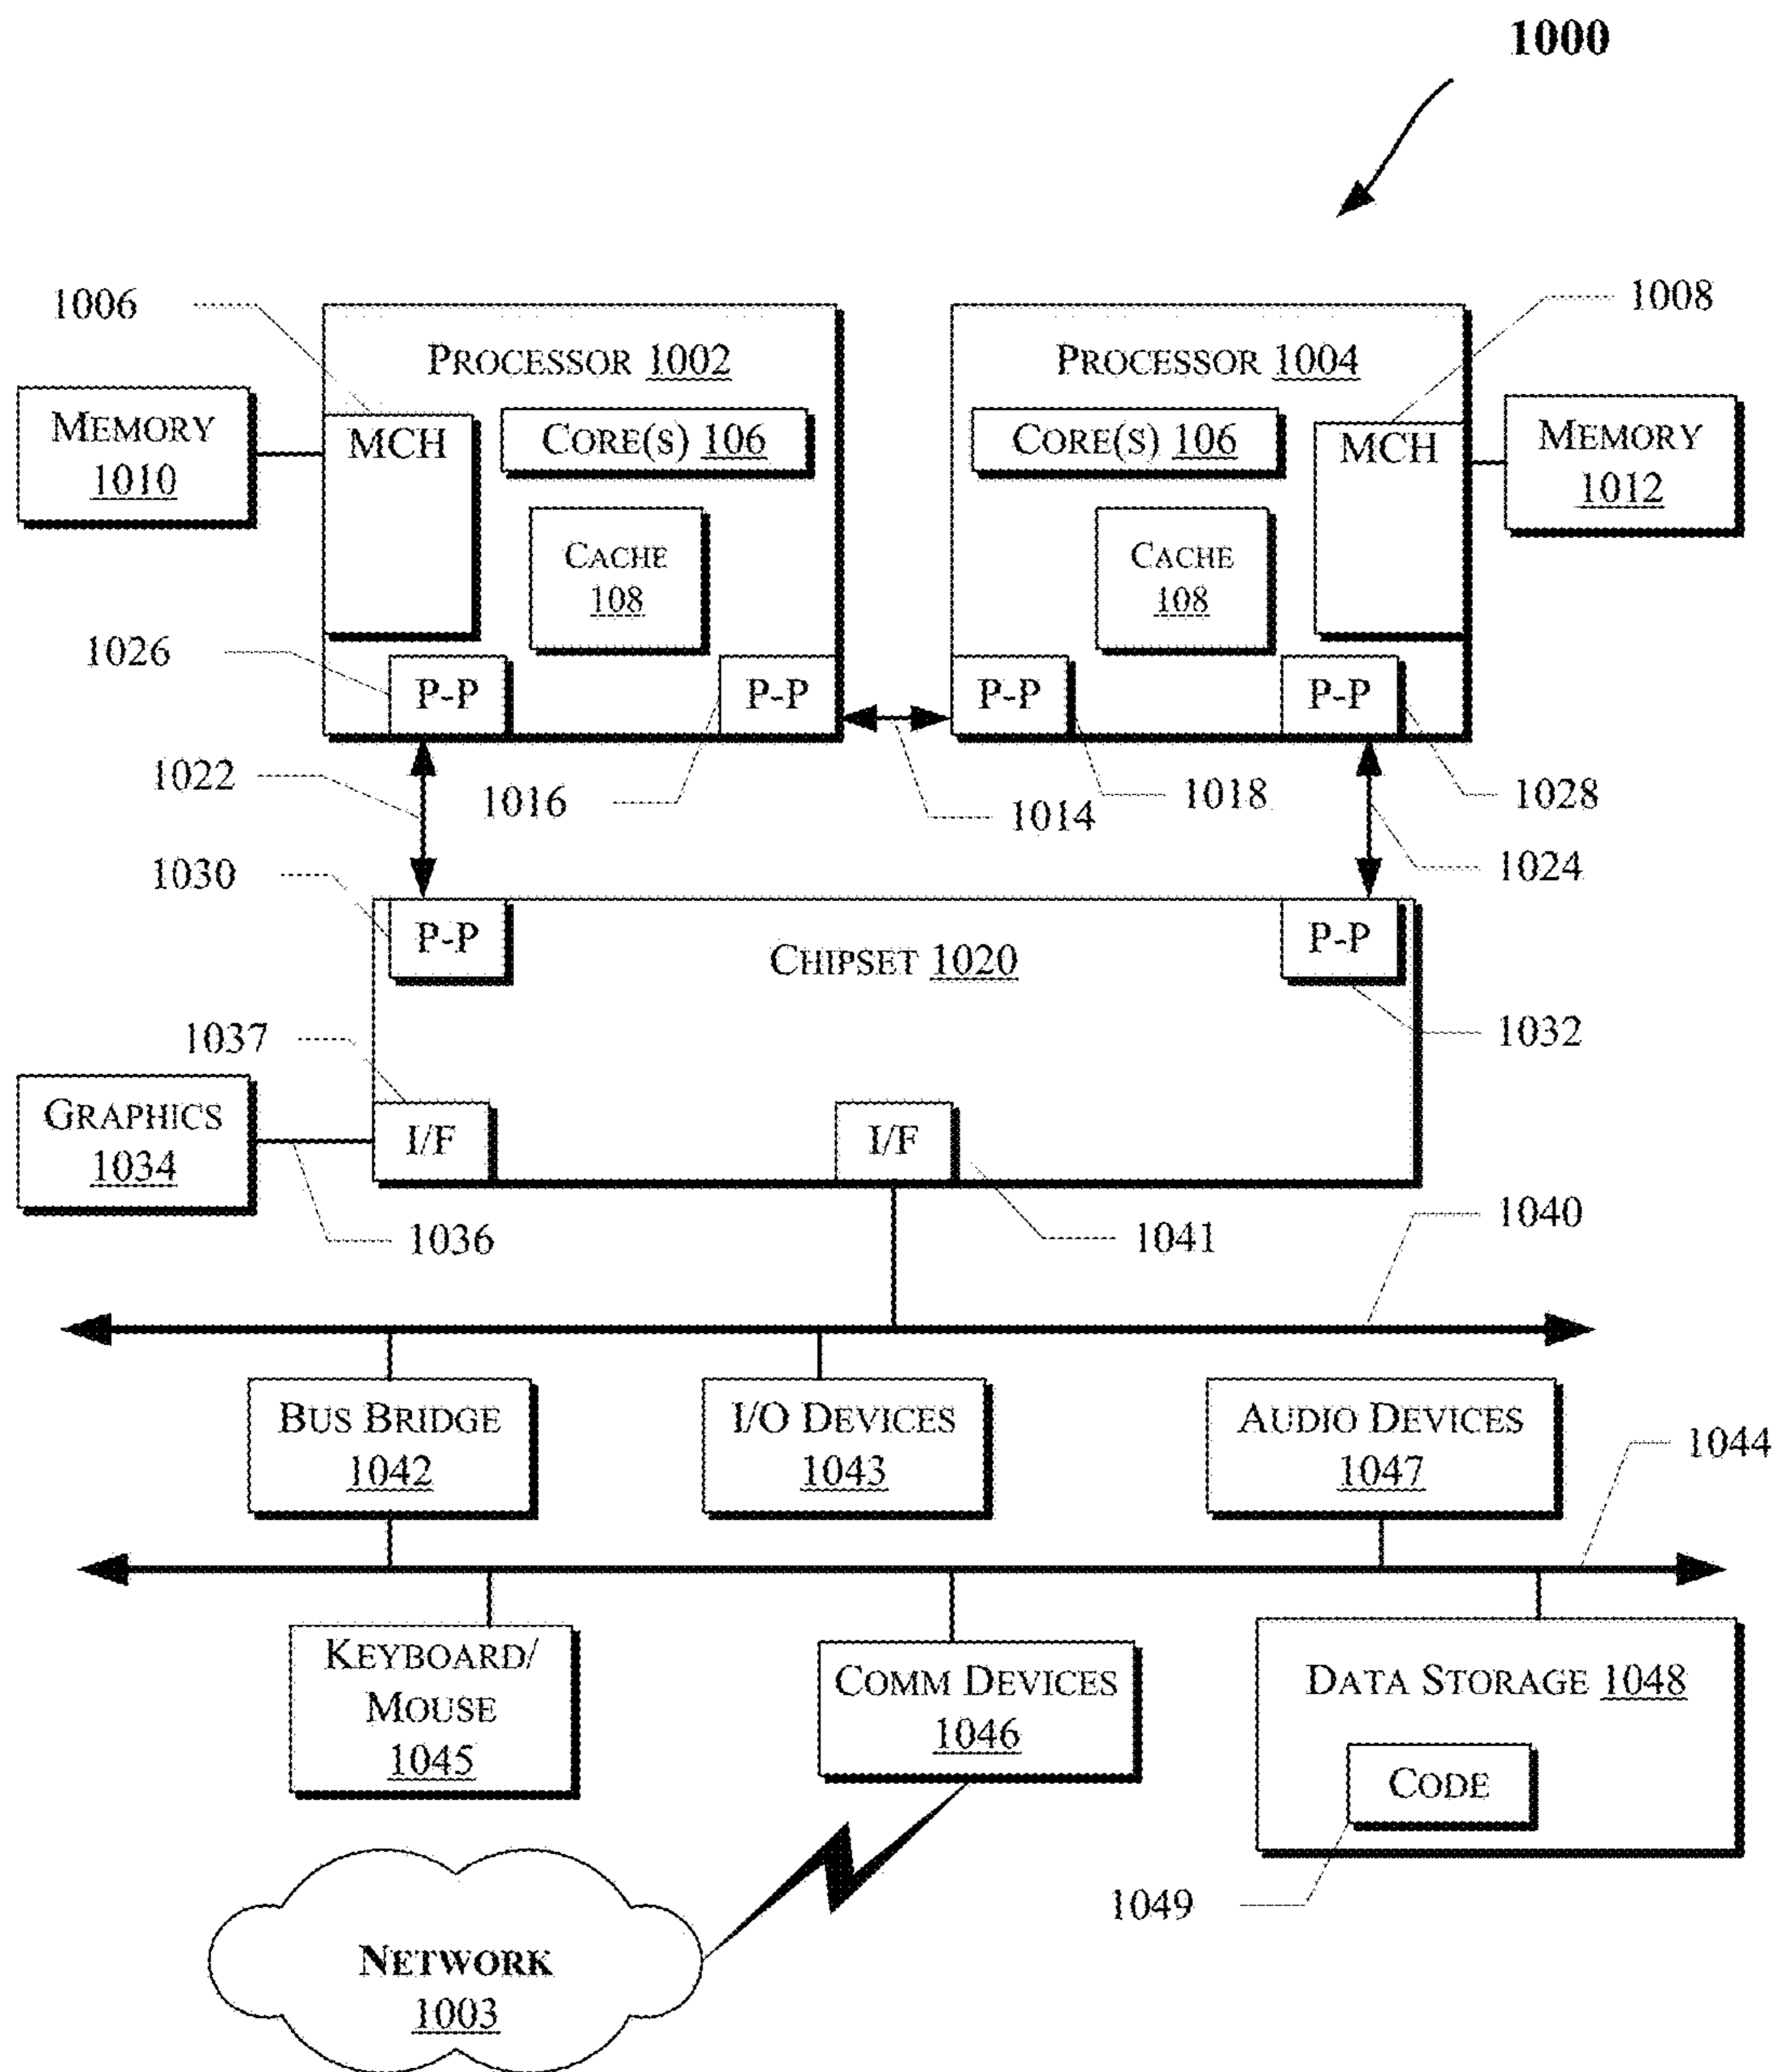 1000
1006
1008
PROCESSOR 1002
PROCESSOR 1004
MEMORY
1010
MCH
CORE(S) 106
CORE(S) 106
MCH
MEMORY
1012
CACHE
108
CACHE
108
1026
P-P
P-P
P-P
P-P
1022
1016
1014
1018
1028
1030
1024
P-P
CHIPSET 1020
P-P
1037
1032
GRAPHICS
1034
I/F
I/F
1036
1041
1040
BUS BRIDGE
1042
I/O DEVICES
1043
AUDIO DEVICES
1047
1044
KEYBOARD/
MOUSE
1045
COMM DEVICES
1046
DATA STORAGE 1048
CODE
1049
NETWORK
1003